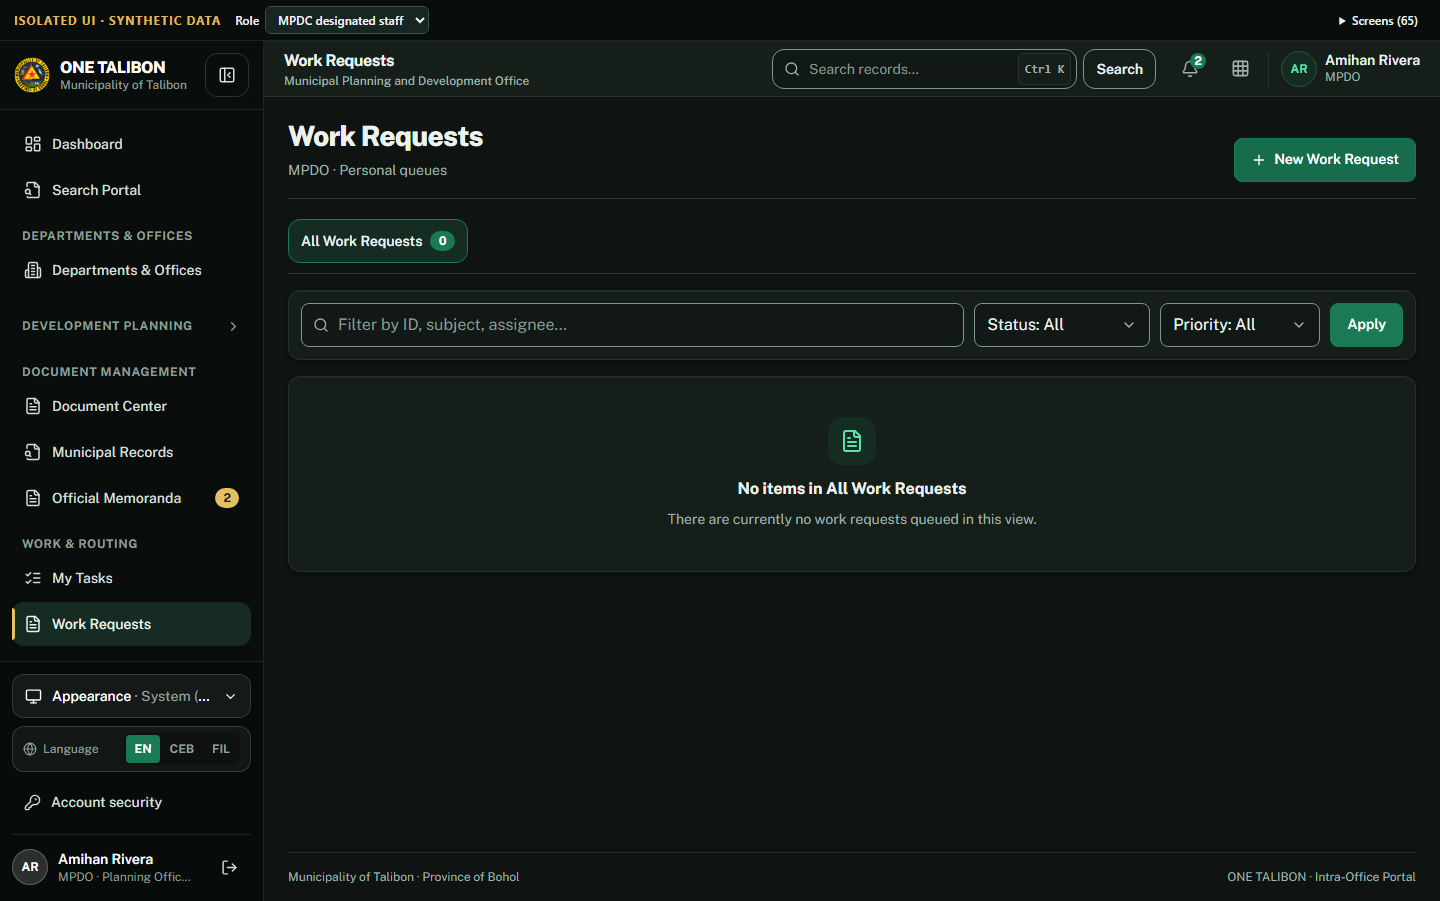 ISOLATED UI · SYNTHETIC DATA
Role
MPDC designated staff
Screens (65)
ONE TALIBON
Municipality of Talibon
Work Requests
Municipal Planning and Development Office
Search records...
Ctrl K
Search
2
AR
Amihan Rivera
MPDO
Dashboard
Search Portal
DEPARTMENTS & OFFICES
Departments & Offices
DEVELOPMENT PLANNING
DOCUMENT MANAGEMENT
Document Center
Municipal Records
Official Memoranda
2
WORK & ROUTING
My Tasks
Work Requests
Appearance · System (...
Language
EN
CEB
FIL
Account security
AR
Amihan Rivera
MPDO · Planning Offic...
Work Requests
MPDO · Personal queues
New Work Request
All Work Requests 0
Filter by ID, subject, assignee...
Status: All
Priority: All
Apply
No items in All Work Requests
There are currently no work requests queued in this view.
Municipality of Talibon · Province of Bohol
ONE TALIBON · Intra-Office Portal